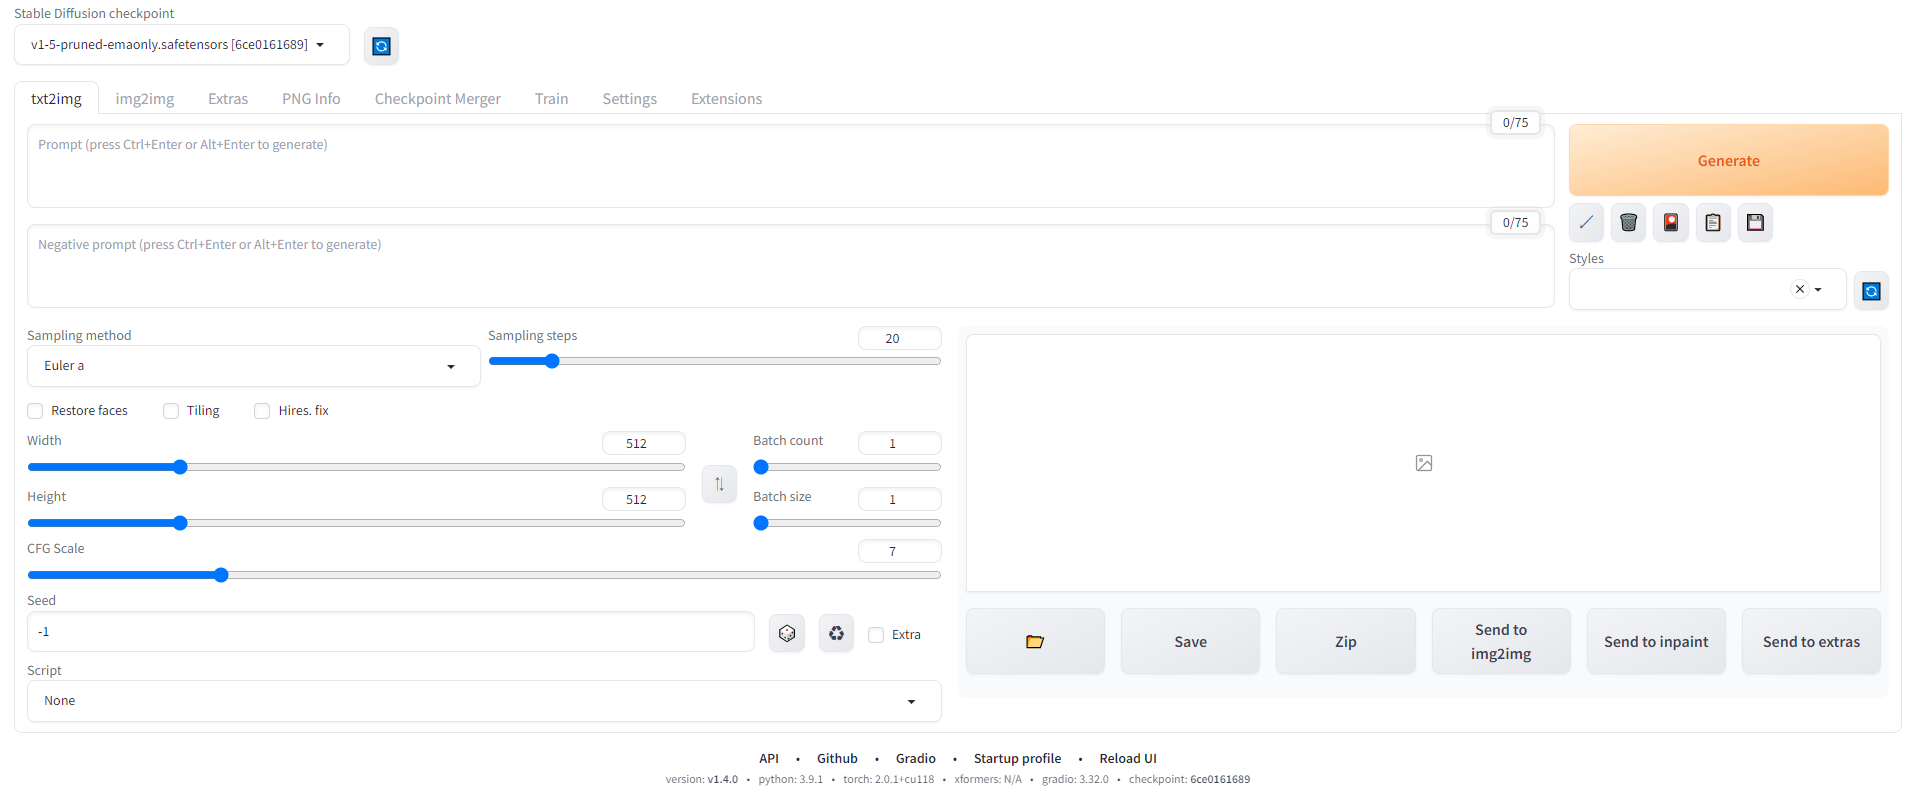 Stable Diffusion checkpoint
v1-5-pruned-emaonly.safetensors [6ce0161689]
txt2img img2img Extras PNG Info Checkpoint Merger Train Settings Extensions
0/75
Prompt (press Ctrl+Enter or Alt+Enter to generate)
Generate
0/75
Negative prompt (press Ctrl+Enter or Alt+Enter to generate)
Styles
Sampling method
Euler a
Sampling steps
20
Restore faces Tiling Hires. fix
Width
512
Batch count
1
Height
512
Batch size
1
CFG Scale
7
Seed
-1
Extra
Script
None
Save
Zip
Send to
img2img
Send to inpaint
Send to extras
API • Github • Gradio • Startup profile • Reload UI
version: v1.4.0 • python: 3.9.1 • torch: 2.0.1+cu118 • xformers: N/A • gradio: 3.32.0 • checkpoint: 6ce0161689